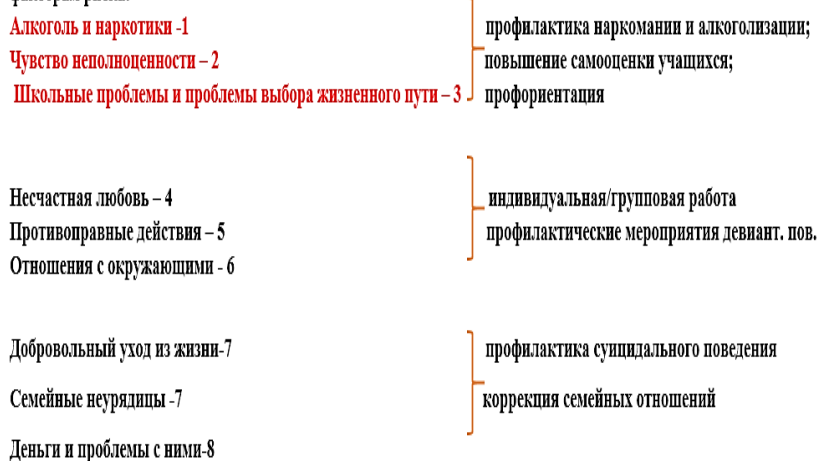 Алкоголь и наркотики -1 профилактика наркомании и алкоголизации;
Чувство неполноценности – 2 повышение самооценки учащихся;
Школьные проблемы и проблемы выбора жизненного пути – 3 профориентация
Несчастная любовь – 4 индивидуальная/групповая работа
Противоправные действия – 5 профилактические мероприятия девиант. пов.
Отношения с окружающими - 6
Добровольный уход из жизни-7 профилактика суицидального поведения
Семейные неурядицы -7 коррекция семейных отношений
Деньги и проблемы с ними-8